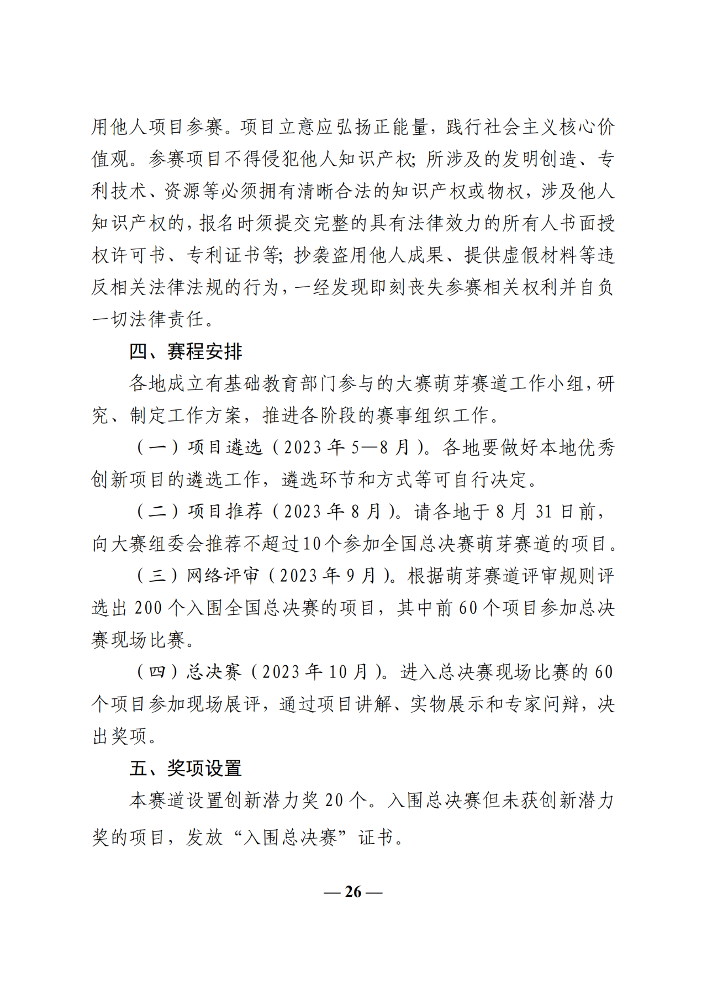 用他人项目参赛。项目立意应弘扬正能量，践行社会主义核心价
值观。参赛项目不得侵犯他人知识产权；所涉及的发明创造、专
利技术、资源等必须拥有清晰合法的知识产权或物权，涉及他人
知识产权的，报名时须提交完整的具有法律效力的所有人书面授
权许可书、专利证书等；抄袭盗用他人成果、提供虚假材料等违
反相关法律法规的行为，一经发现即刻丧失参赛相关权利并自负
一切法律责任。
四、赛程安排
各地成立有基础教育部门参与的大赛萌芽赛道工作小组，研
究、制定工作方案，推进各阶段的赛事组织工作。
（一）项目遴选（2023 年 5—8 月）。各地要做好本地优秀
创新项目的遴选工作，遴选环节和方式等可自行决定。
（二）项目推荐（2023 年 8 月）。请各地于 8 月 31 日前，
向大赛组委会推荐不超过10个参加全国总决赛萌芽赛道的项目。
（三）网络评审（2023 年 9 月）。根据萌芽赛道评审规则评
选出 200 个入围全国总决赛的项目，其中前 60 个项目参加总决
赛现场比赛。
（四）总决赛（2023 年 10 月）。进入总决赛现场比赛的 60
个项目参加现场展评，通过项目讲解、实物展示和专家问辩，决
出奖项。
五、奖项设置
本赛道设置创新潜力奖 20 个。入围总决赛但未获创新潜力
奖的项目，发放“入围总决赛”证书。
— 26 —